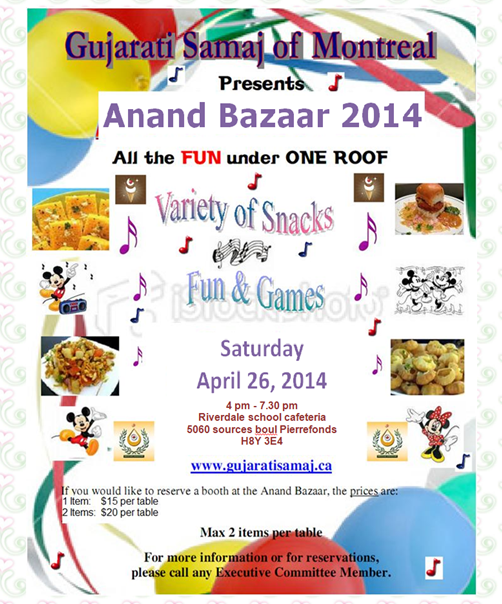 Gujarati Samaj of Montreal
Presents
Anand Bazaar 2014
All the FUN under ONE ROOF
Variety of Snacks
Fun & Games
iStockphoto
Saturday
April 26, 2014
4 pm - 7.30 pm
Riverdale school cafeteria
5060 sources boul Pierrefonds
H8Y 3E4
www.gujaratisamaj.ca
If you would like to reserve a booth at the Anand Bazaar, the prices are:
1 Item: $15 per table
2 Items: $20 per table
Max 2 items per table
For more information or for reservations,
please call any Executive Committee Member.